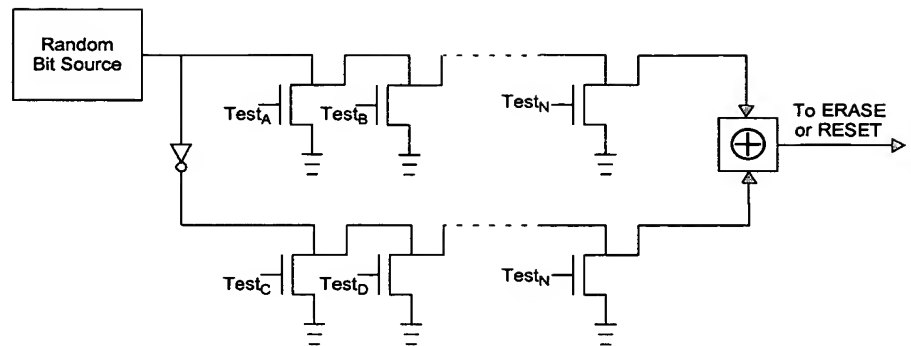 Random
Bit Source
Test_A
Test_B
Test_N
To ERASE
or RESET
Test_C
Test_D
Test_N